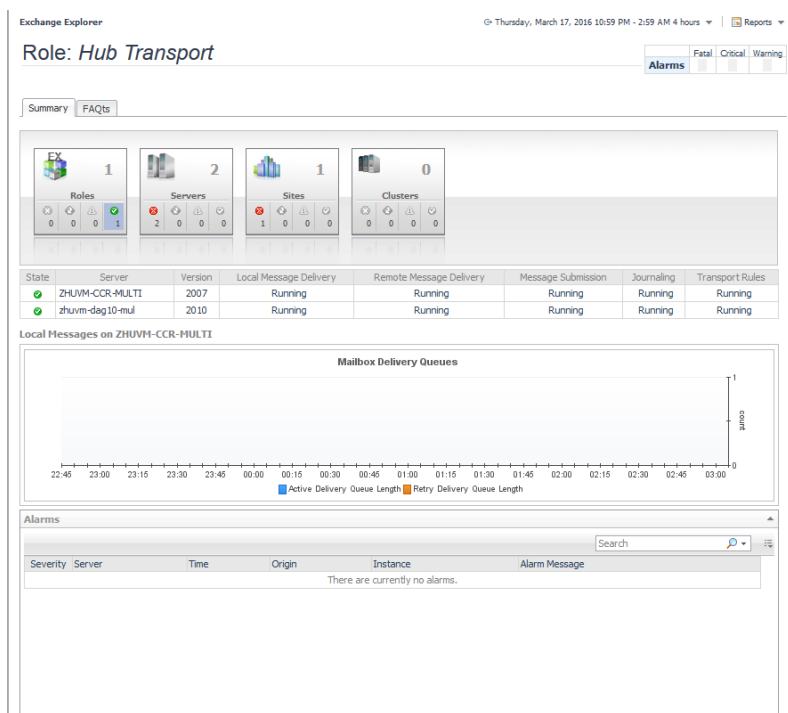 Exchange Explorer
Thursday, March 17, 2016 10:59 PM - 2:59 AM 4 hours
Reports
Role: Hub Transport
Fatal Critical Warning
Alarms
Summary FAQts
EX 1 2 1 0
Roles Servers Sites Clusters
0 0 0 1 2 0 0 0 1 0 0 0 0 0 0 0
State Server Version Local Message Delivery Remote Message Delivery Message Submission Journaling Transport Rules
ZHUVM-CCR-MULTI 2007 Running Running Running Running Running
zhuvm-dag10-mul 2010 Running Running Running Running Running
Local Messages on ZHUVM-CCR-MULTI
Mailbox Delivery Queues
1
count
0
22:45 23:00 23:15 23:30 23:45 00:00 00:15 00:30 00:45 01:00 01:15 01:30 01:45 02:00 02:15 02:30 02:45 03:00
Active Delivery Queue Length Retry Delivery Queue Length
Alarms
Search
Severity Server Time Origin Instance Alarm Message
There are currently no alarms.